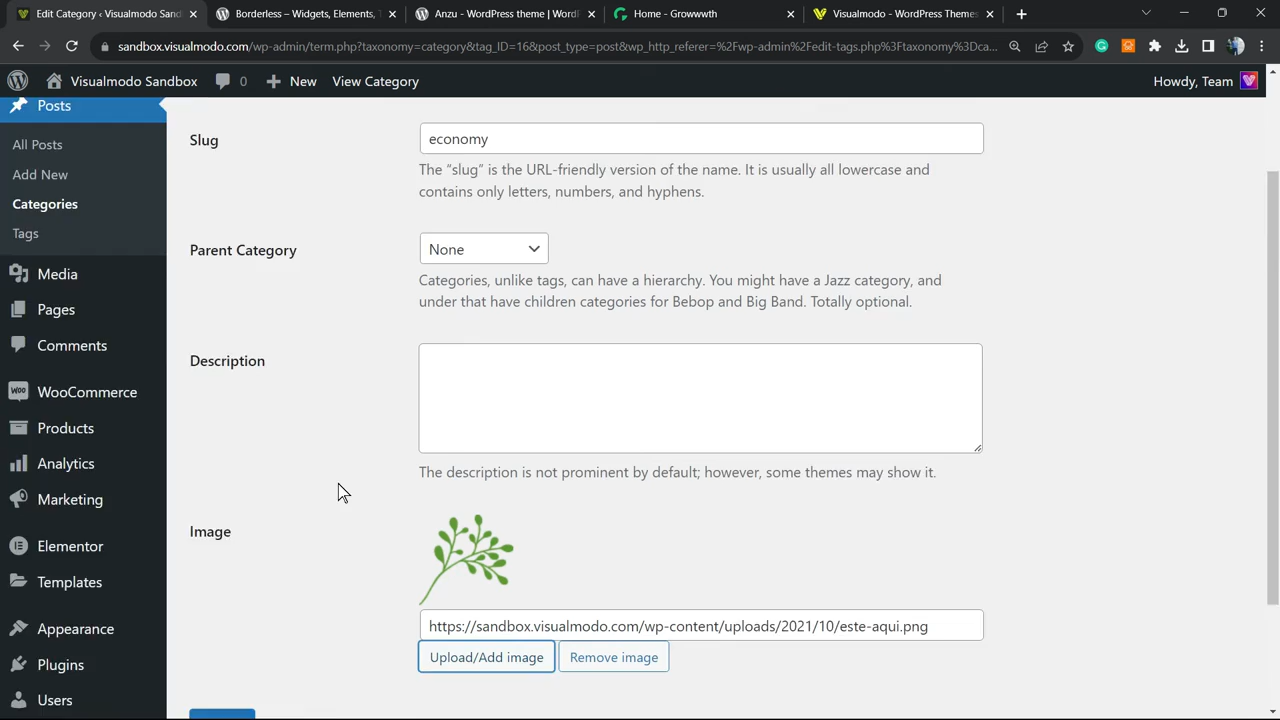 Edit Category ‹ Visualmodo Sand
Borderless – Widgets, Elements, T
Anzu - WordPress theme | WordP
Home - Growwwth
Visualmodo - WordPress Themes
sandbox.visualmodo.com/wp-admin/term.php?taxonomy=category&tag_ID=16&post_type=post&wp_http_referer=%2Fwp-admin%2Fedit-tags.php%3Ftaxonomy%3Dca...
Visualmodo Sandbox
0
New
View Category
Howdy, Team
Posts
All Posts
Add New
Categories
Tags
Media
Pages
Comments
WooCommerce
Products
Analytics
Marketing
Elementor
Templates
Appearance
Plugins
Users
Slug
economy
The “slug” is the URL-friendly version of the name. It is usually all lowercase and
contains only letters, numbers, and hyphens.
Parent Category
None
Categories, unlike tags, can have a hierarchy. You might have a Jazz category, and
under that have children categories for Bebop and Big Band. Totally optional.
Description
The description is not prominent by default; however, some themes may show it.
Image
https://sandbox.visualmodo.com/wp-content/uploads/2021/10/este-aqui.png
Upload/Add image
Remove image